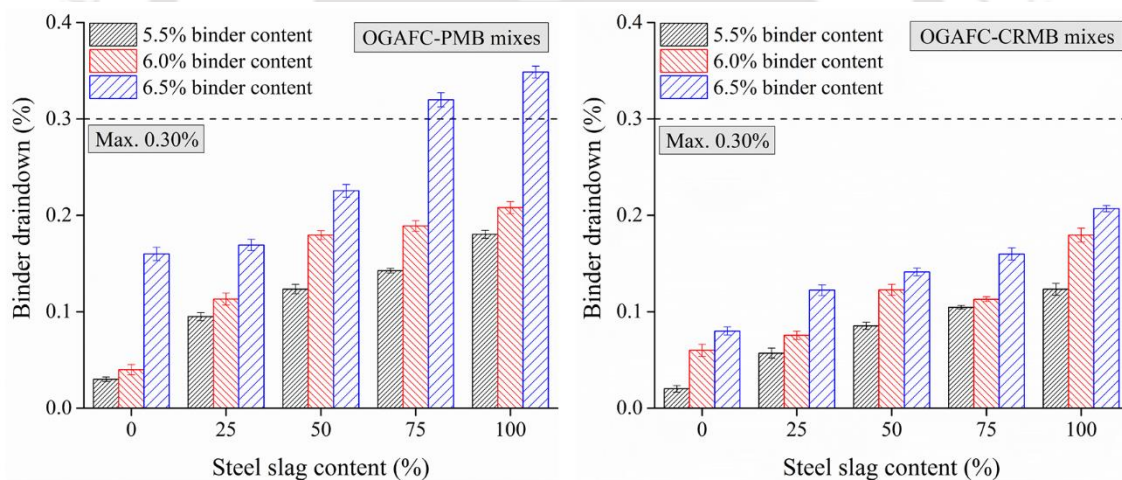 0.4
0.3
0.2
0.1
0.0
Binder draindown (%)
5.5% binder content
6.0% binder content
6.5% binder content
OGAFC-PMB mixes
Max. 0.30%
0 25 50 75 100
Steel slag content (%)
0.4
0.3
0.2
0.1
0.0
Binder draindown (%)
5.5% binder content
6.0% binder content
6.5% binder content
OGAFC-CRMB mixes
Max. 0.30%
0 25 50 75 100
Steel slag content (%)